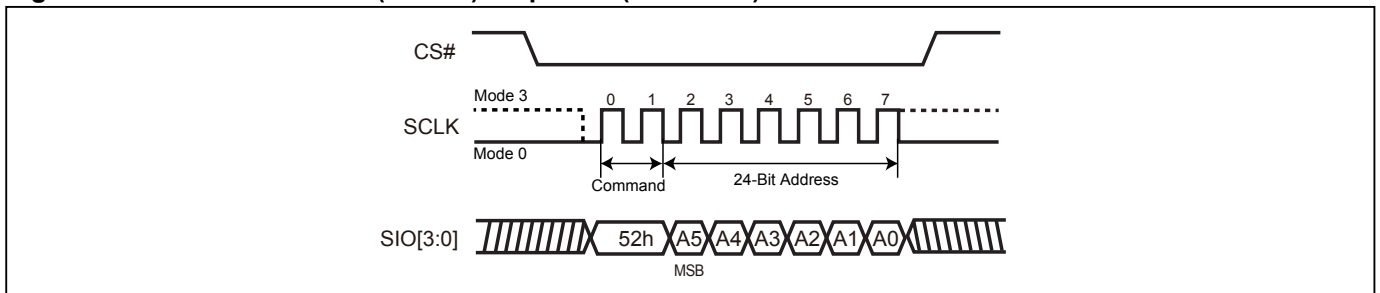 CS#
Mode 3
0 1 2 3 4 5 6 7
SCLK
Mode 0
Command
24-Bit Address
SIO[3:0]
52h A5 A4 A3 A2 A1 A0
MSB